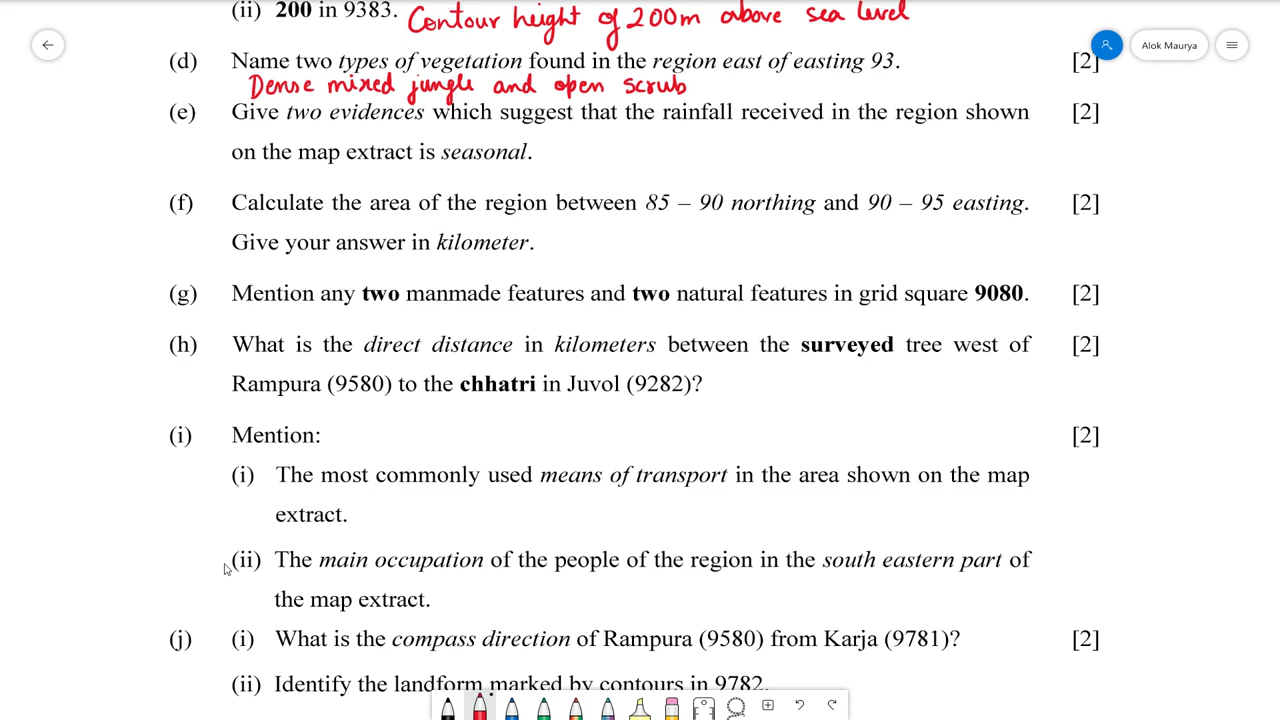 (ii) 200 in 9383. Contour height of 200m above sea level
Alok Maurya
(d) Name two types of vegetation found in the region east of easting 93. [2]
Dense mixed jungle and open scrub
(e) Give two evidences which suggest that the rainfall received in the region shown [2]
on the map extract is seasonal.
(f) Calculate the area of the region between 85 – 90 northing and 90 – 95 easting. [2]
Give your answer in kilometer.
(g) Mention any two manmade features and two natural features in grid square 9080. [2]
(h) What is the direct distance in kilometers between the surveyed tree west of [2]
Rampura (9580) to the chhatri in Juvol (9282)?
(i) Mention: [2]
(i) The most commonly used means of transport in the area shown on the map
extract.
(ii) The main occupation of the people of the region in the south eastern part of
the map extract.
(j) (i) What is the compass direction of Rampura (9580) from Karja (9781)? [2]
(ii) Identify the landform marked by contours in 9782.